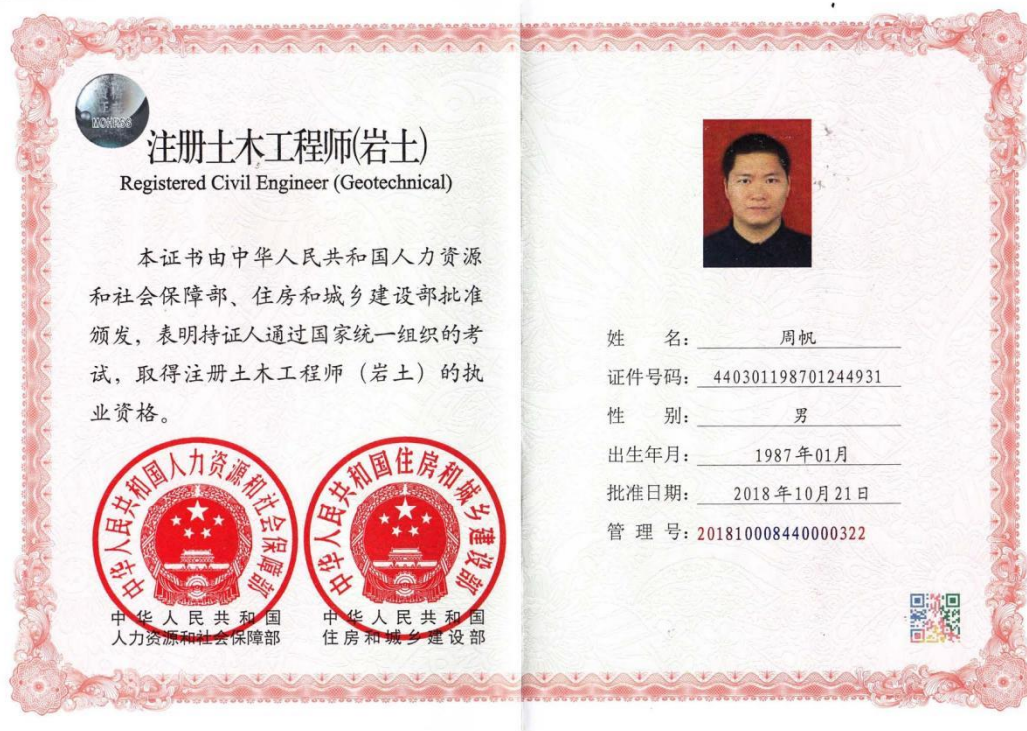 MOHRSS
注册土木工程师(岩土)
Registered Civil Engineer (Geotechnical)
本证书由中华人民共和国人力资源
和社会保障部、住房和城乡建设部批准
颁发，表明持证人通过国家统一组织的考
试，取得注册土木工程师（岩土）的执
业资格。
中华人民共和国人力资源和社会保障部
中华人民共和国住房和城乡建设部
中华人民共和国
人力资源和社会保障部
中华人民共和国
住房和城乡建设部
姓 名：周帆
证件号码：440301198701244931
性 别：男
出生年月：1987年01月
批准日期：2018年10月21日
管 理 号：201810008440000322